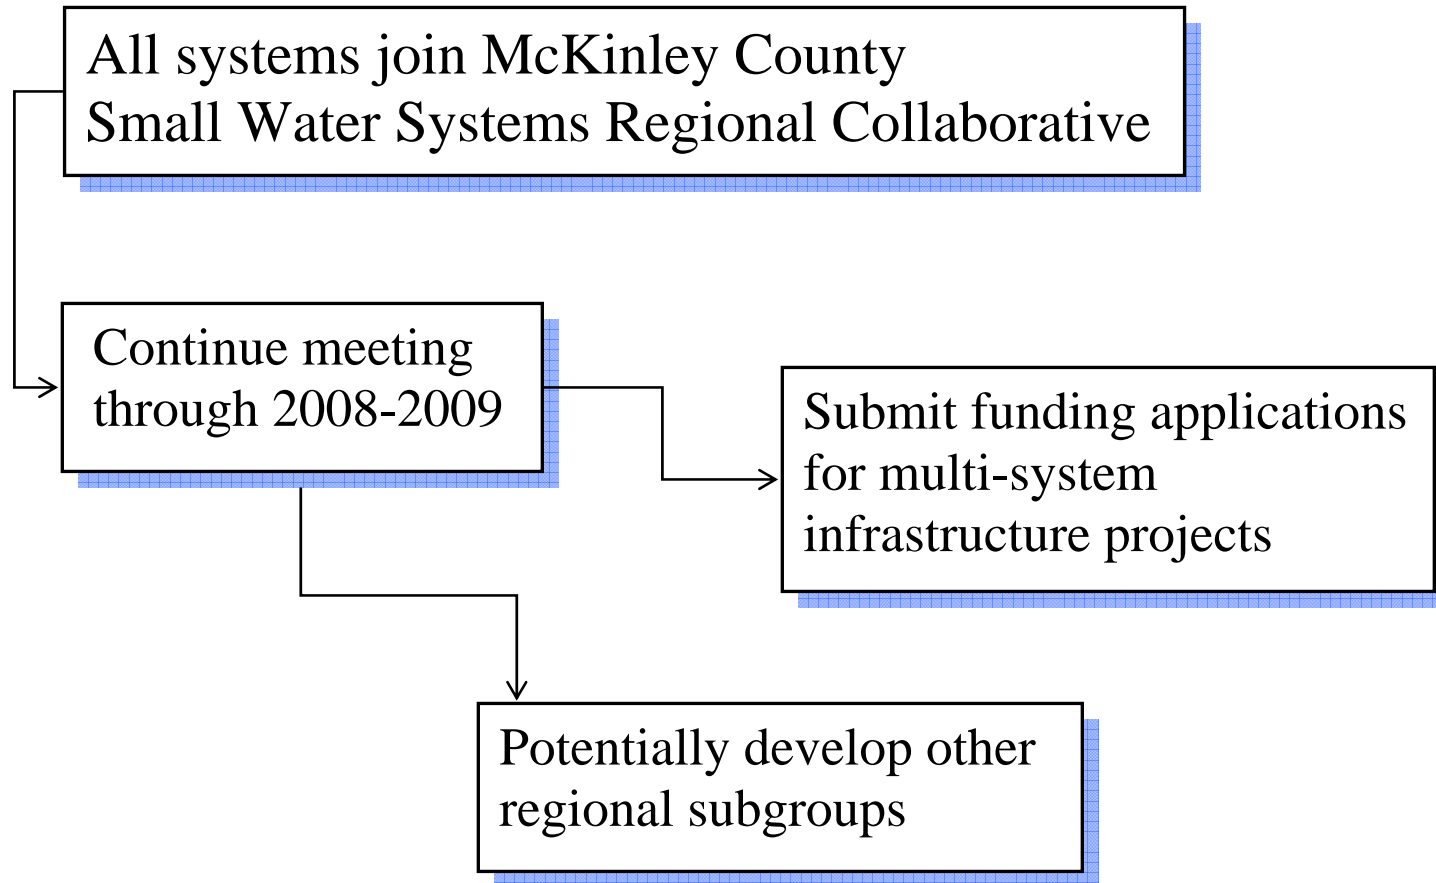 All systems join McKinley County
Small Water Systems Regional Collaborative
Continue meeting
through 2008-2009
Submit funding applications
for multi-system
infrastructure projects
Potentially develop other
regional subgroups